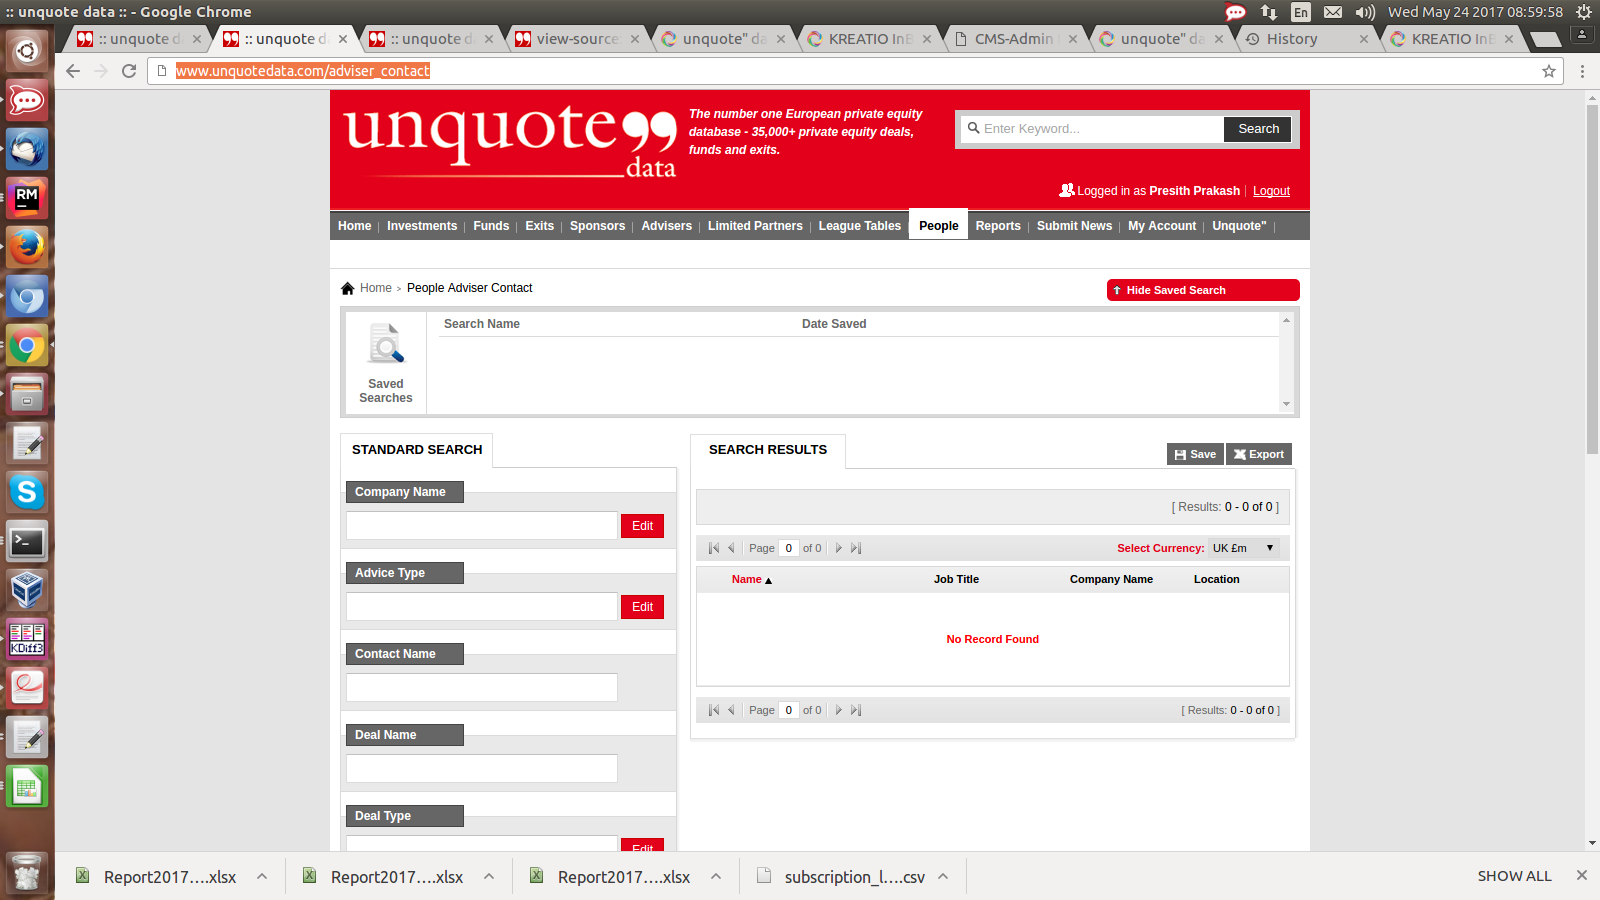 :: unquote data :: - Google Chrome
En
Wed May 24 2017 08:59:58
:: unquote d
:: unquote d
:: unquote d
view-source
unquote" da
KREATIO InB
CMS-Admin
unquote" da
History
KREATIO InB
www.unquotedata.com/adviser_contact
unquote
data
The number one European private equity
database - 35,000+ private equity deals,
funds and exits.
Enter Keyword...
Search
Logged in as Presith Prakash | Logout
Home | Investments | Funds | Exits | Sponsors | Advisers | Limited Partners | League Tables | People Reports | Submit News | My Account | Unquote" |
Home > People Adviser Contact
Hide Saved Search
Search Name
Date Saved
Saved
Searches
STANDARD SEARCH
Company Name
Edit
Advice Type
Edit
Contact Name
Deal Name
Deal Type
Edit
SEARCH RESULTS
Save
Export
[ Results: 0 - 0 of 0 ]
Page 0 of 0
Select Currency: UK £m
Name
Job Title
Company Name
Location
No Record Found
Page 0 of 0
[ Results: 0 - 0 of 0 ]
RM
KDiff3
Report2017....xlsx
Report2017....xlsx
Report2017....xlsx
subscription_l....csv
SHOW ALL